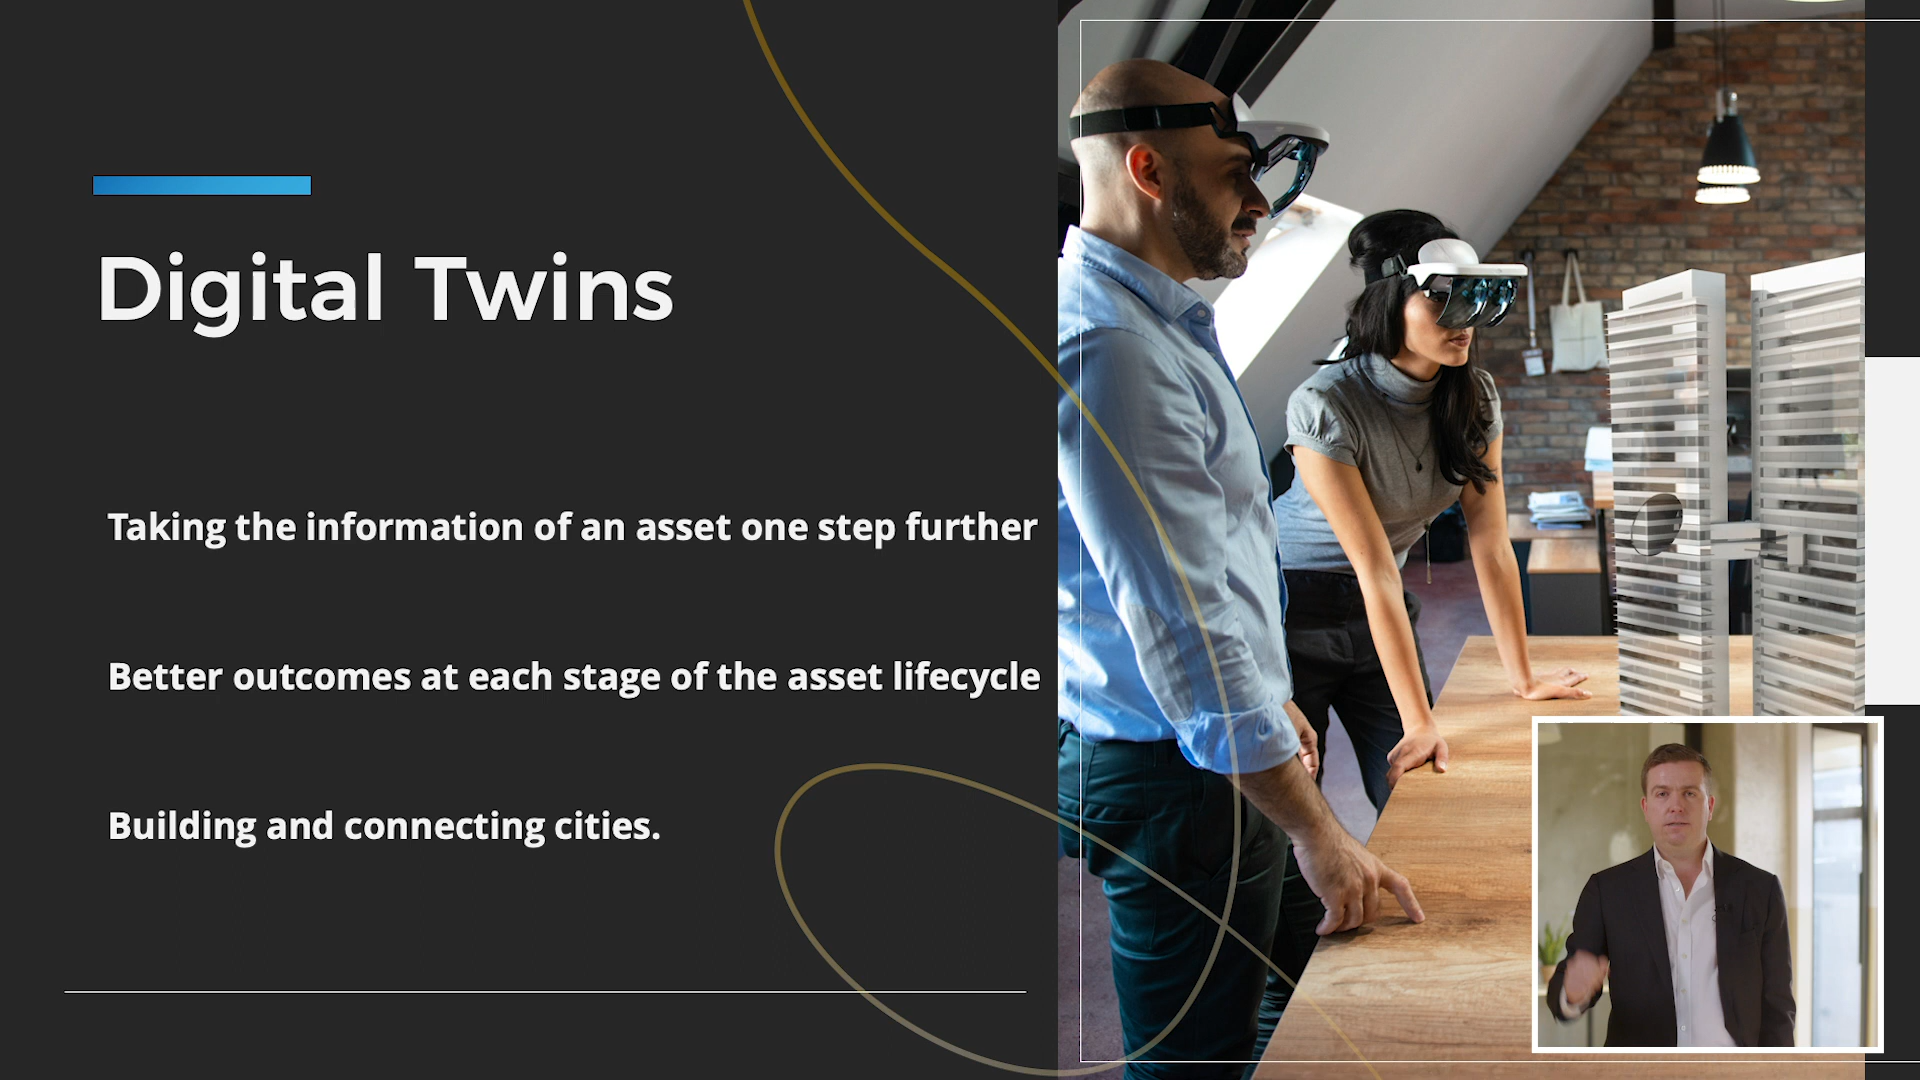 Digital Twins
Taking the information of an asset one step further
Better outcomes at each stage of the asset lifecycle
Building and connecting cities.